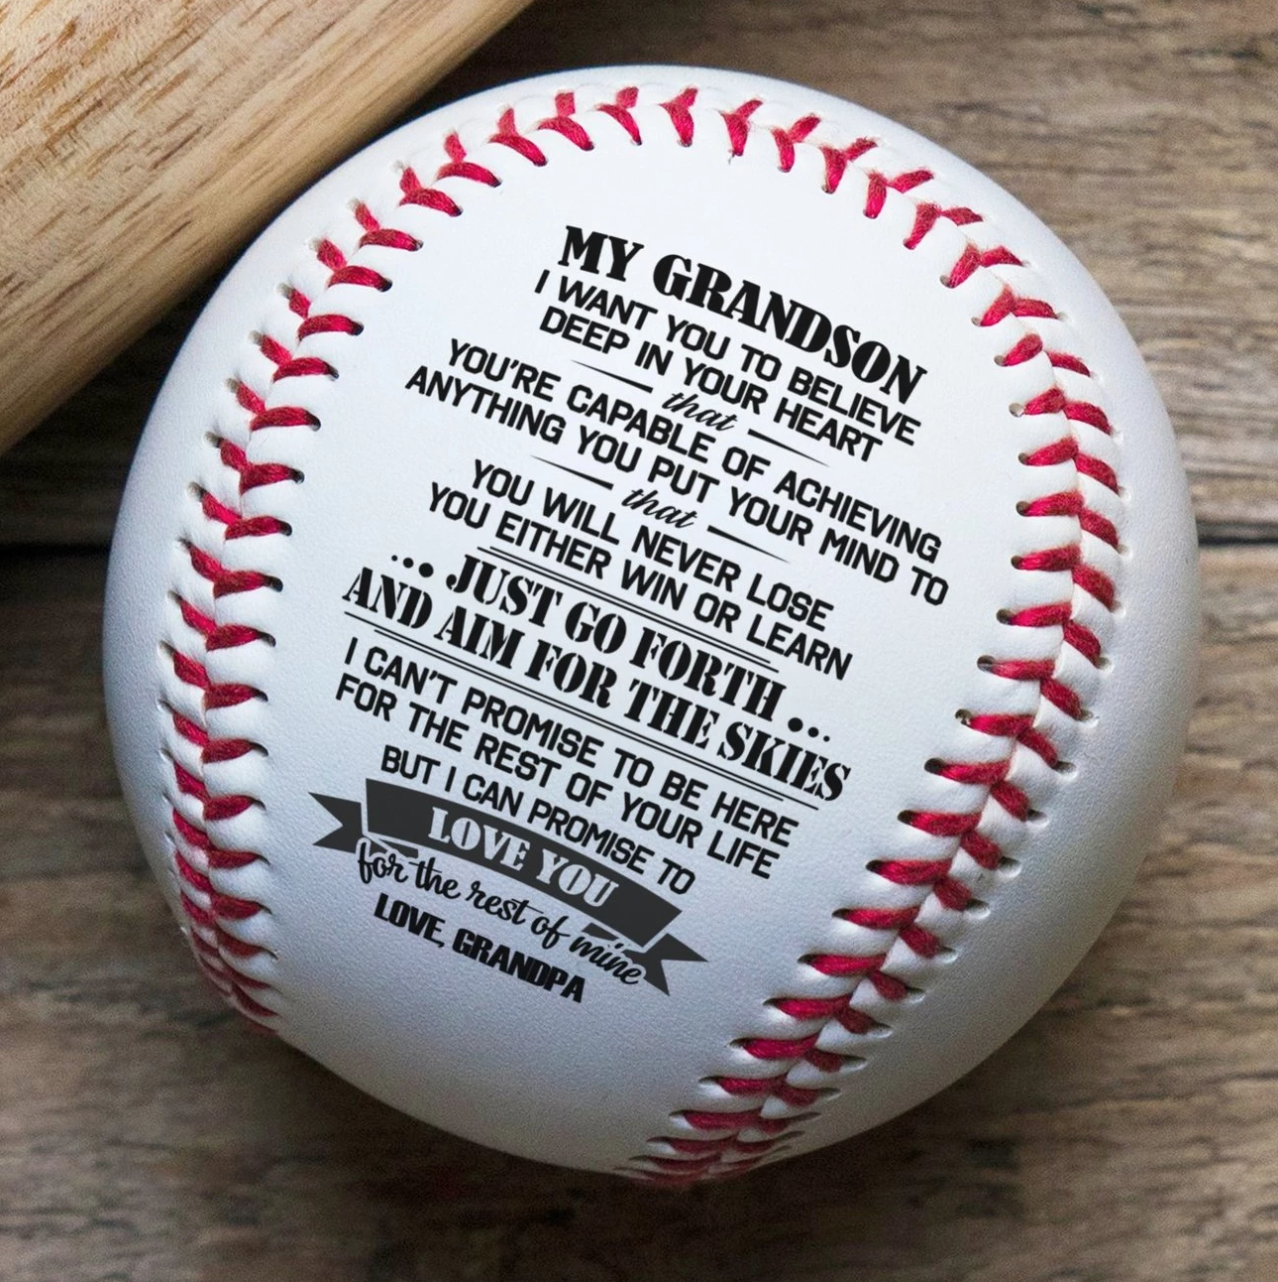 MY GRANDSON
I WANT YOU TO BELIEVE
DEEP IN YOUR HEART
that
YOU'RE CAPABLE OF ACHIEVING
ANYTHING YOU PUT YOUR MIND TO
that
YOU WILL NEVER LOSE
YOU EITHER WIN OR LEARN
... JUST GO FORTH ...
AND AIM FOR THE SKIES
I CAN'T PROMISE TO BE HERE
FOR THE REST OF YOUR LIFE
BUT I CAN PROMISE TO
LOVE YOU
for the rest of mine
LOVE, GRANDPA